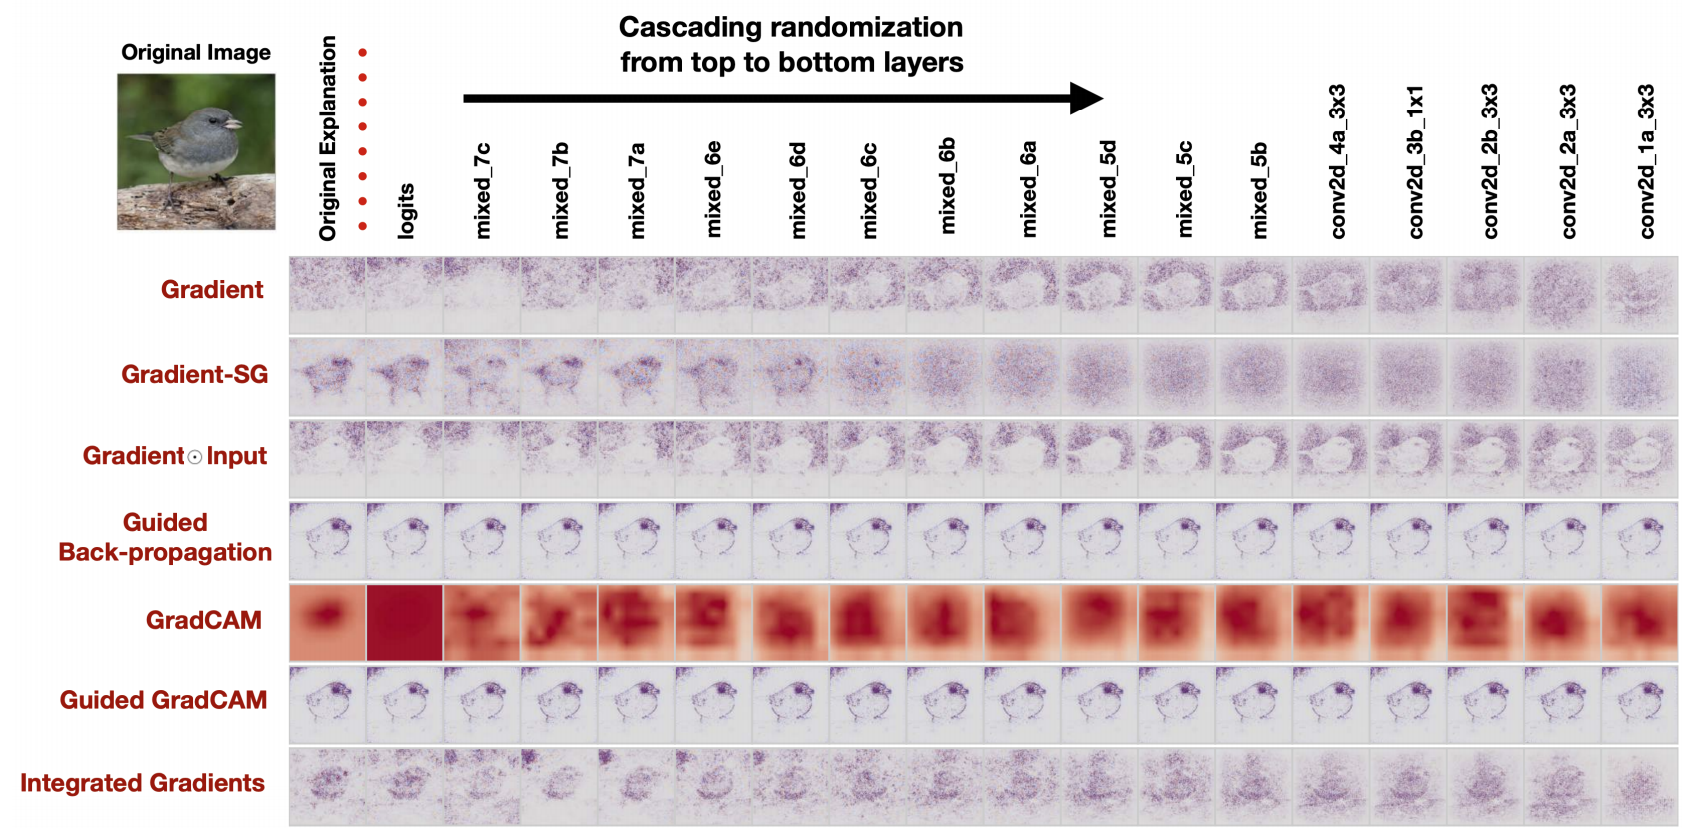 Cascading randomization
from top to bottom layers
Original Image
Original Explanation
logits
mixed_7c
mixed_7b
mixed_7a
mixed_6e
mixed_6d
mixed_6c
mixed_6b
mixed_6a
mixed_5d
mixed_5c
mixed_5b
conv2d_4a_3x3
conv2d_3b_1x1
conv2d_2b_3x3
conv2d_2a_3x3
conv2d_1a_3x3
Gradient
Gradient-SG
Gradient⊙Input
Guided
Back-propagation
GradCAM
Guided GradCAM
Integrated Gradients